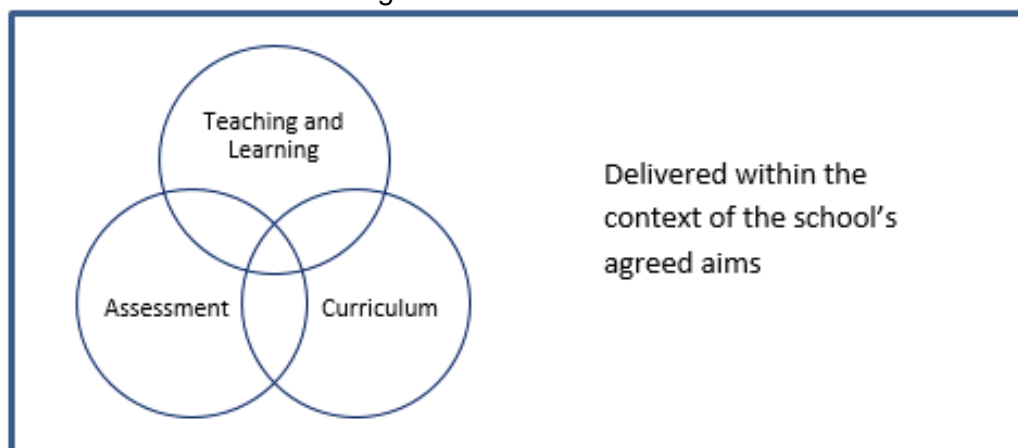 Teaching and
Learning
Assessment
Curriculum
Delivered within the
context of the school's
agreed aims